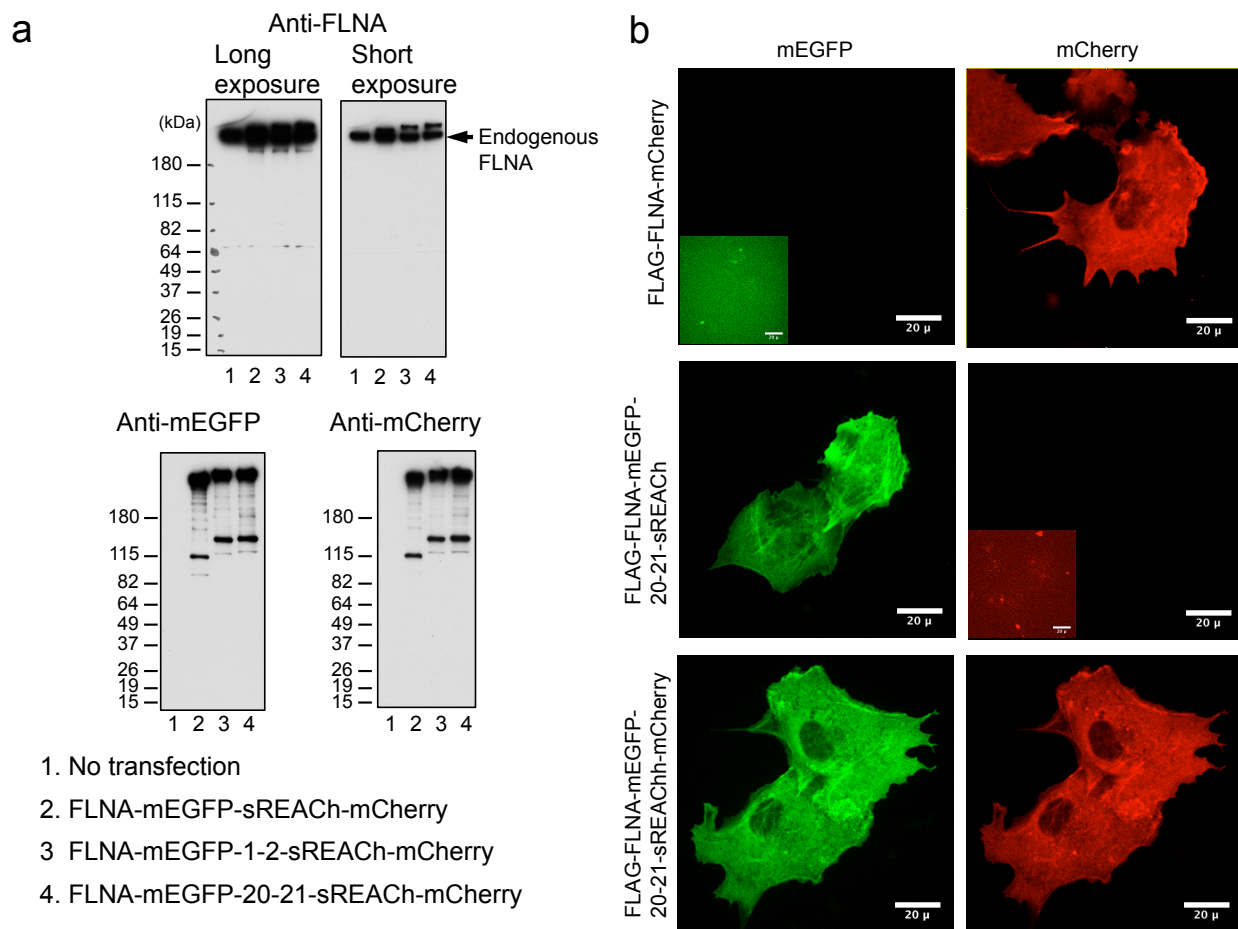 a
Anti-FLNA
Long exposure
Short exposure
(kDa)
180
115
82
64
49
37
26
19
15
Endogenous FLNA
1 2 3 4
1 2 3 4
Anti-mEGFP
Anti-mCherry
180
115
82
64
49
37
26
19
15
180
115
82
64
49
37
26
19
15
1 2 3 4
1 2 3 4
1. No transfection
2. FLNA-mEGFP-sREACh-mCherry
3 FLNA-mEGFP-1-2-sREACh-mCherry
4. FLNA-mEGFP-20-21-sREACh-mCherry
b
mEGFP
mCherry
FLAG-FLNA-mCherry
20 µ
20 µ
20 µ
FLAG-FLNA-mEGFP-
20-21-sREACh
20 µ
20 µ
20 µ
FLAG-FLNA-mEGFP-
20-21-sREAChh-mCherry
20 µ
20 µ